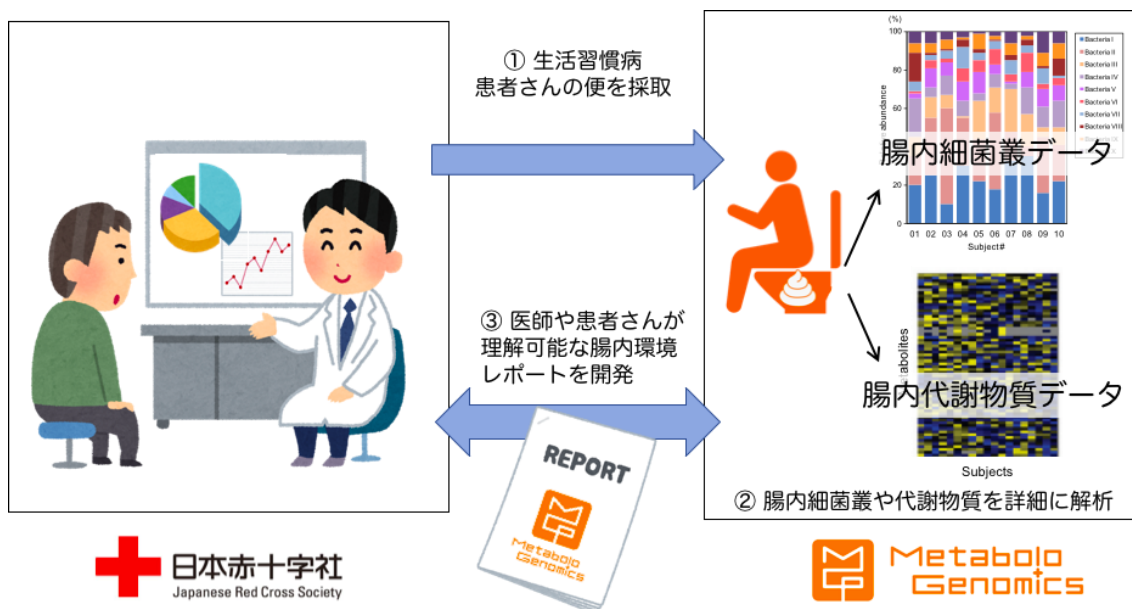 ① 生活習慣病
患者さんの便を採取
③ 医師や患者さんが
理解可能な腸内環境
レポートを開発
REPORT
Metabolo
Genomics
日本赤十字社
Japanese Red Cross Society
(%)
100
80
60
20
0
01 02 03 04 05 06 07 08 09 10
Subject#
Bacteria I
Bacteria II
Bacteria III
Bacteria IV
Bacteria V
Bacteria VI
Bacteria VII
Bacteria VIII
abundance
腸内細菌叢データ
腸内代謝物質データ
Subjects
② 腸内細菌叢や代謝物質を詳細に解析
Metabolo
Genomics